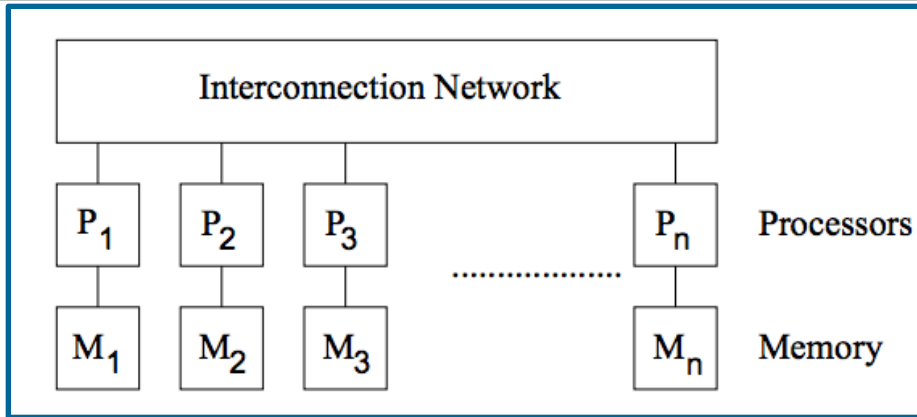 Interconnection Network
P1 P2 P3 Pn Processors
....................
M1 M2 M3 Mn Memory